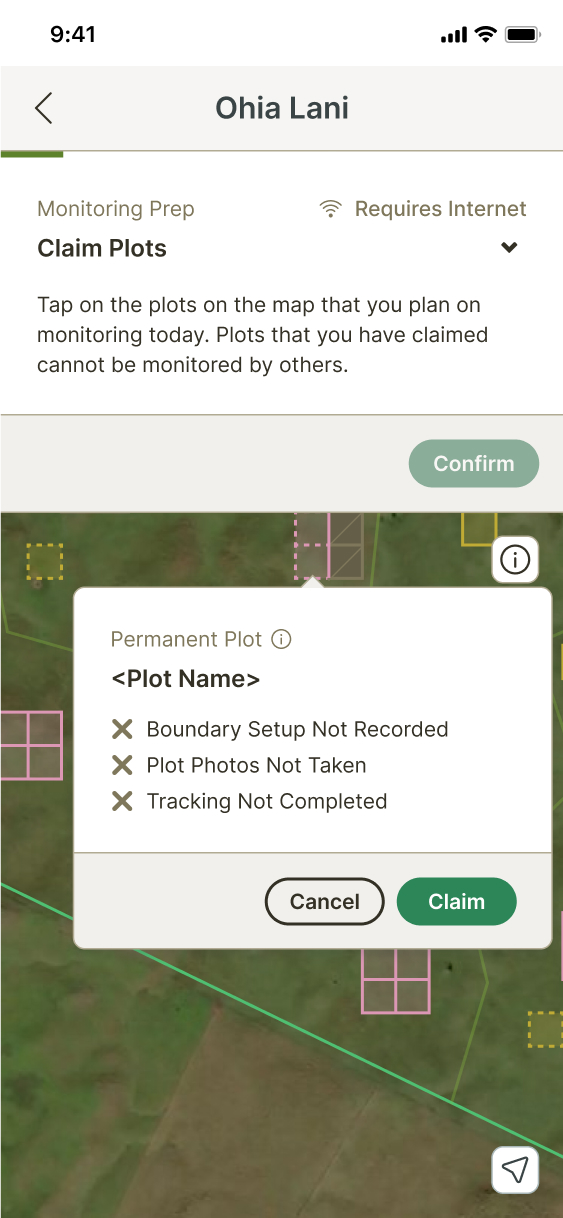 9:41
Ohia Lani
Monitoring Prep
Requires Internet
Claim Plots
Tap on the plots on the map that you plan on
monitoring today. Plots that you have claimed
cannot be monitored by others.
Confirm
Permanent Plot
<Plot Name>
Boundary Setup Not Recorded
Plot Photos Not Taken
Tracking Not Completed
Cancel
Claim